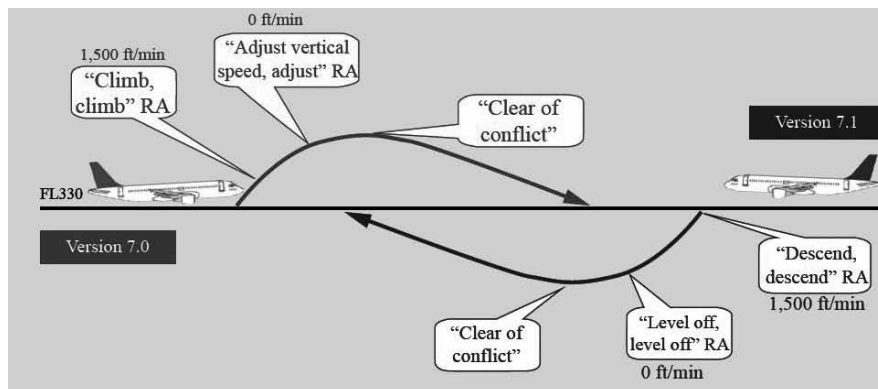 0 ft/min
“Adjust vertical
speed, adjust” RA
1,500 ft/min
“Climb,
climb” RA
“Clear of
conflict”
Version 7.1
FL330
Version 7.0
“Descend,
descend” RA
1,500 ft/min
“Level off,
level off” RA
0 ft/min
“Clear of
conflict”